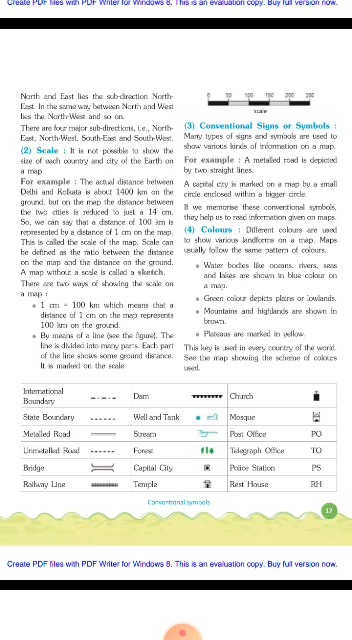 Create PDF files with PDF Writer for Windows 8. This is an evaluation copy. Buy full version now.
North and East lies the sub-direction North-
East. In the same way between North and West
lies the North-West and so on.
There are four major sub-directions, i.e., North-
East, North-West, South-East and South-West.
(2) Scale : It is not possible to show the
size of each country and city of the Earth on
a map.
For example : The actual distance between
Delhi and Kolkata is about 1400 km on the
ground, but on the map the distance between
the two cities is reduced to just a 14 cm.
So, we can say that a distance of 100 km is
represented by a distance of 1 cm on the map.
This is called the scale of the map. Scale can
be defined as the ratio between the distance
on the map and the distance on the ground.
A map without a scale is called a sketch.
There are two ways of showing the scale on
a map :
1 cm = 100 km which means that a
distance of 1 cm on the map represents
100 km on the ground.
By means of a line (see the figure). The
line is divided into many parts. Each part
of the line shows some ground distance.
It is marked on the scale.
0 50 100 150 200 250
scale
(3) Conventional Signs or Symbols :
Many types of signs and symbols are used to
show various kinds of information on a map.
For example : A metalled road is depicted
by two straight lines.
A capital city is marked on a map by a small
circle enclosed within a bigger circle.
If we memorise these conventional symbols,
they help us to read information given on maps.
(4) Colours : Different colours are used
to show various landforms on a map. Maps
usually follow the same pattern of colours.
Water bodies like oceans, rivers, seas
and lakes are shown in blue colour on
a map.
Green colour depicts plains or lowlands.
Mountains and highlands are shown in
brown.
Plateaus are marked in yellow.
This key is used in every country of the world.
See the map showing the scheme of colours
used.
International
Boundary
Dam
Church
State Boundary
Well and Tank
Mosque
Metalled Road
Stream
Post Office PO
Unmetalled Road
Forest
Telegraph Office TO
Bridge
Capital City
Police Station PS
Railway Line
Temple
Rest House RH
Conventional symbols
17
Create PDF files with PDF Writer for Windows 8. This is an evaluation copy. Buy full version now.